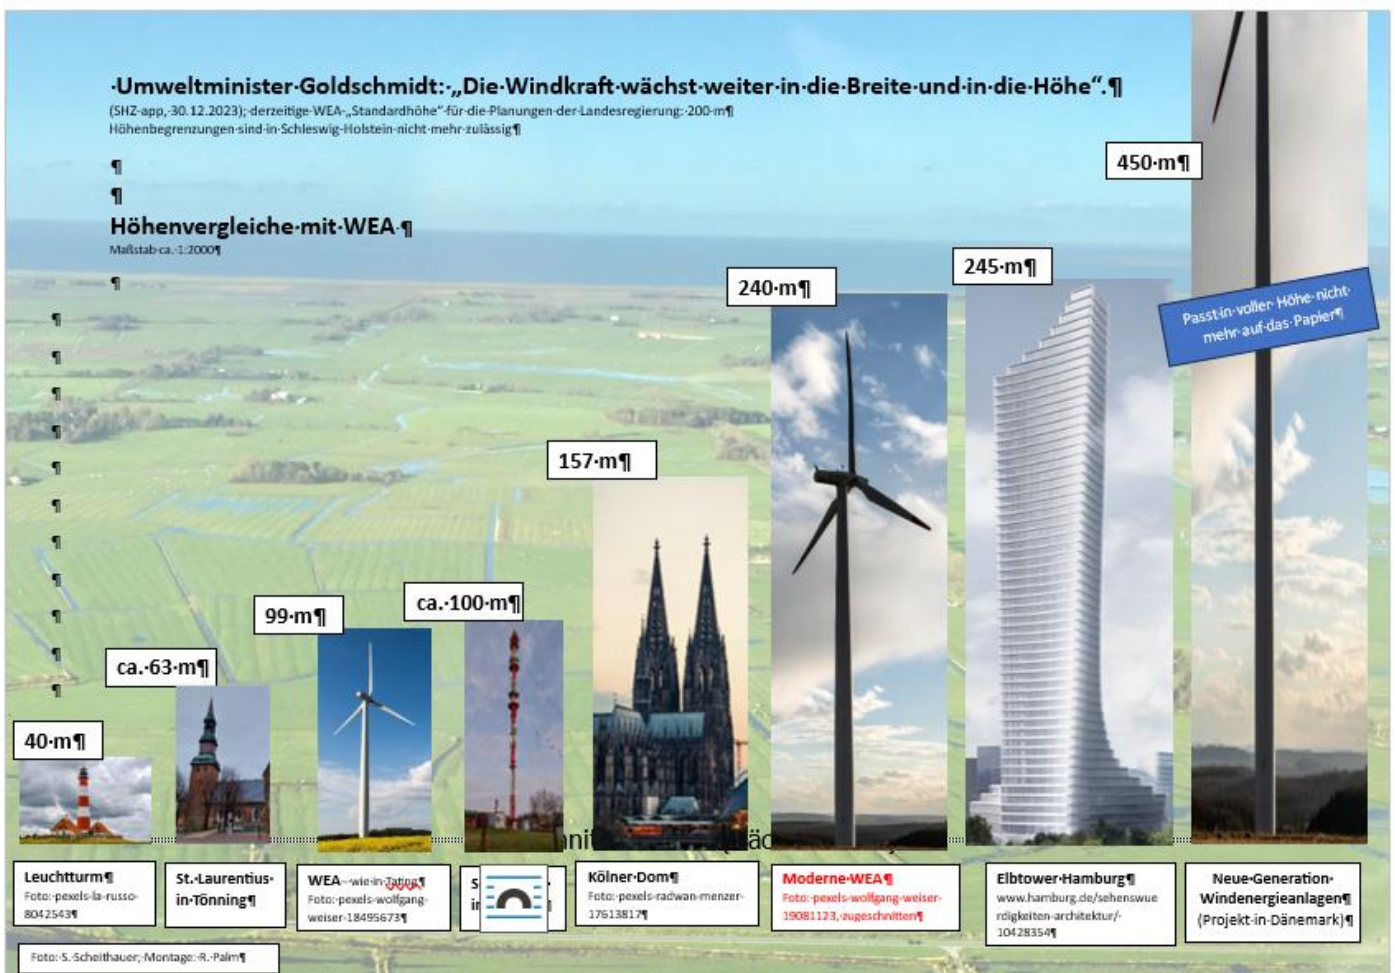 ·Umweltminister·Goldschmidt:·„Die·Windkraft·wächst·weiter·in·die·Breite·und·in·die·Höhe“.¶
(SHZ-app,·30.12.2023);·derzeitige·WEA-„Standardhöhe“·für·die·Planungen·der·Landesregierung:·200·m¶
Höhenbegrenzungen·sind·in·Schleswig-Holstein·nicht·mehr·zulässig¶
¶
¶
Höhenvergleiche·mit·WEA·¶
Maßstab·ca.·1:2000¶
¶
¶
¶
¶
¶
¶
¶
¶
¶
¶
¶
¶
450·m¶
245·m¶
240·m¶
Passt·in·voller·Höhe·nicht·
mehr·auf·das·Papier¶
157·m¶
ca.·100·m¶
99·m¶
ca.·63·m¶
40·m¶
Leuchtturm¶
Foto:·pexels-la-russo-
8042543¶
St.·Laurentius·
in·Tönning¶
WEA·–·wie·in·Tating¶
Foto:·pexels-wolfgang-
weiser-18495673¶
Kölner·Dom¶
Foto:·pexels-radwan-menzer-
17613817¶
Moderne·WEA¶
Foto:·pexels-wolfgang-weiser-
19081123,·zugeschnitten¶
Elbtower·Hamburg¶
www.hamburg.de/sehenswue
rdigkeiten-architektur/-
10428354¶
Neue·Generation·
Windenergieanlagen¶
(Projekt·in·Dänemark)¶
Foto:·S.·Scheithauer;·Montage:·R.·Palm¶